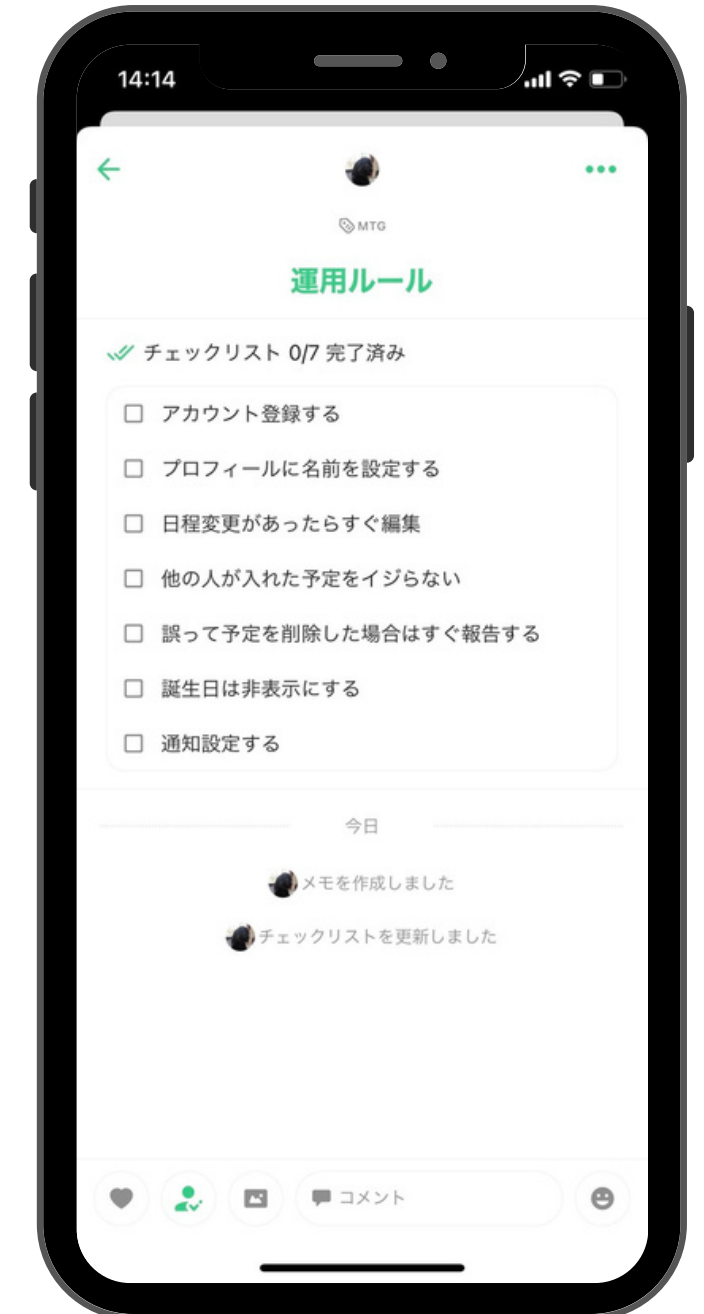 14:14
MTG
運用ルール
チェックリスト 0/7 完了済み
アカウント登録する
プロフィールに名前を設定する
日程変更があったらすぐ編集
他の人が入れた予定をイジらない
誤って予定を削除した場合はすぐ報告する
誕生日は非表示にする
通知設定する
今日
メモを作成しました
チェックリストを更新しました
コメント